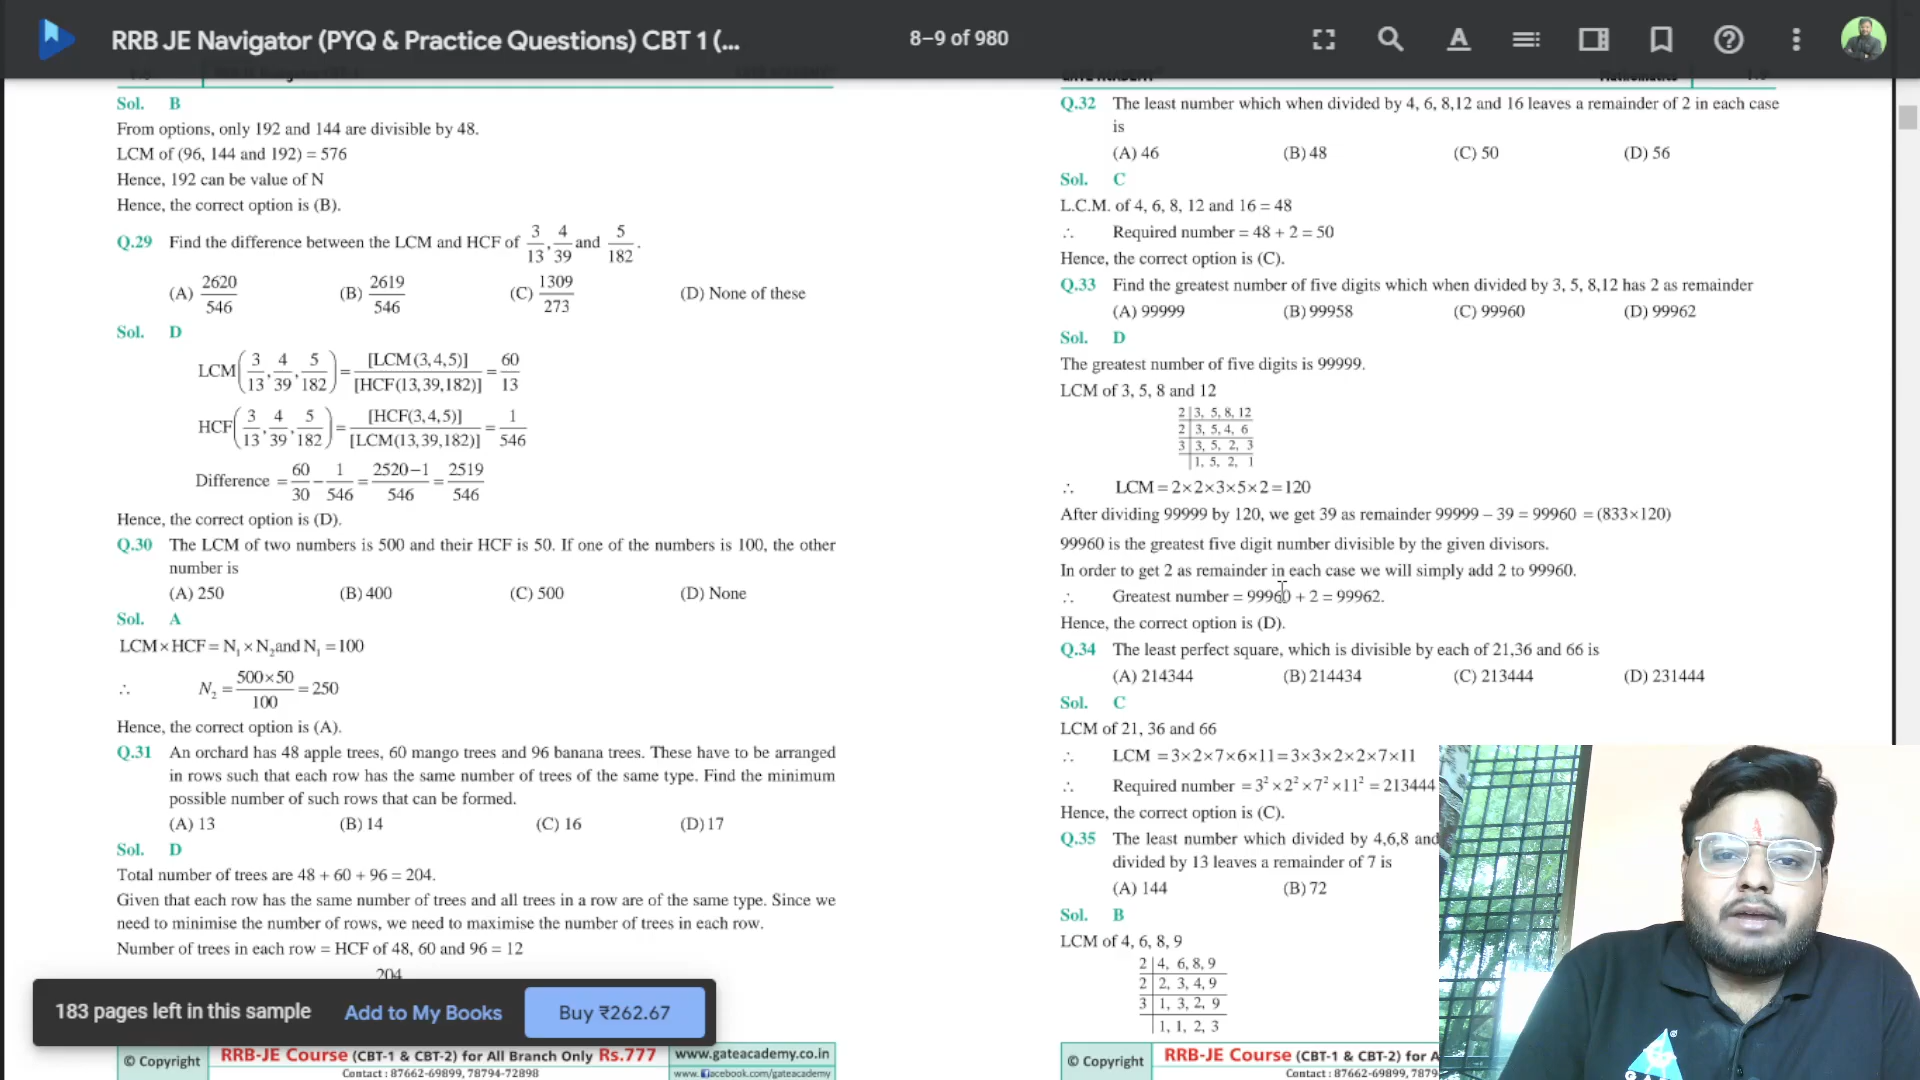 RRB JE Navigator (PYQ & Practice Questions) CBT 1 (...
8–9 of 980
Sol. B
From options, only 192 and 144 are divisible by 48.
LCM of (96, 144 and 192) = 576
Hence, 192 can be value of N
Hence, the correct option is (B).
Q.29 Find the difference between the LCM and HCF of 3/13, 4/39 and 5/182.
(A) 2620/546 (B) 2619/546 (C) 1309/273 (D) None of these
Sol. D
LCM(3/13, 4/39, 5/182) = [LCM(3,4,5)]/[HCF(13,39,182)] = 60/13
HCF(3/13, 4/39, 5/182) = [HCF(3,4,5)]/[LCM(13,39,182)] = 1/546
Difference = 60/30 − 1/546 = 2520−1/546 = 2519/546
Hence, the correct option is (D).
Q.30 The LCM of two numbers is 500 and their HCF is 50. If one of the numbers is 100, the other
number is
(A) 250 (B) 400 (C) 500 (D) None
Sol. A
LCM×HCF = N₁ × N₂ and N₁ = 100
∴ N₂ = 500×50/100 = 250
Hence, the correct option is (A).
Q.31 An orchard has 48 apple trees, 60 mango trees and 96 banana trees. These have to be arranged
in rows such that each row has the same number of trees of the same type. Find the minimum
possible number of such rows that can be formed.
(A) 13 (B) 14 (C) 16 (D) 17
Sol. D
Total number of trees are 48 + 60 + 96 = 204.
Given that each row has the same number of trees and all trees in a row are of the same type. Since we
need to minimise the number of rows, we need to maximise the number of trees in each row.
Number of trees in each row = HCF of 48, 60 and 96 = 12
204
183 pages left in this sample
Add to My Books
Buy ₹262.67
© Copyright
RRB-JE Course (CBT-1 & CBT-2) for All Branch Only Rs.777
Contact : 87662-69899, 78794-72898
www.gateacademy.co.in
www.facebook.com/gateacademy
Q.32 The least number which when divided by 4, 6, 8,12 and 16 leaves a remainder of 2 in each case
is
(A) 46 (B) 48 (C) 50 (D) 56
Sol. C
L.C.M. of 4, 6, 8, 12 and 16 = 48
∴ Required number = 48 + 2 = 50
Hence, the correct option is (C).
Q.33 Find the greatest number of five digits which when divided by 3, 5, 8,12 has 2 as remainder
(A) 99999 (B) 99958 (C) 99960 (D) 99962
Sol. D
The greatest number of five digits is 99999.
LCM of 3, 5, 8 and 12
2 | 3, 5, 8, 12
2 | 3, 5, 4, 6
3 | 3, 5, 2, 3
| 1, 5, 2, 1
∴ LCM = 2×2×3×5×2 = 120
After dividing 99999 by 120, we get 39 as remainder 99999 – 39 = 99960 = (833×120)
99960 is the greatest five digit number divisible by the given divisors.
In order to get 2 as remainder in each case we will simply add 2 to 99960.
∴ Greatest number = 99960 + 2 = 99962.
Hence, the correct option is (D).
Q.34 The least perfect square, which is divisible by each of 21,36 and 66 is
(A) 214344 (B) 214434 (C) 213444 (D) 231444
Sol. C
LCM of 21, 36 and 66
∴ LCM = 3×2×7×6×11 = 3×3×2×2×7×11
∴ Required number = 3²×2²×7²×11² = 213444
Hence, the correct option is (C).
Q.35 The least number which divided by 4,6,8 and
divided by 13 leaves a remainder of 7 is
(A) 144 (B) 72
Sol. B
LCM of 4, 6, 8, 9
2 | 4, 6, 8, 9
2 | 2, 3, 4, 9
3 | 1, 3, 2, 9
| 1, 1, 2, 3
© Copyright
RRB-JE Course (CBT-1 & CBT-2) for A
Contact : 87662-69899, 7879